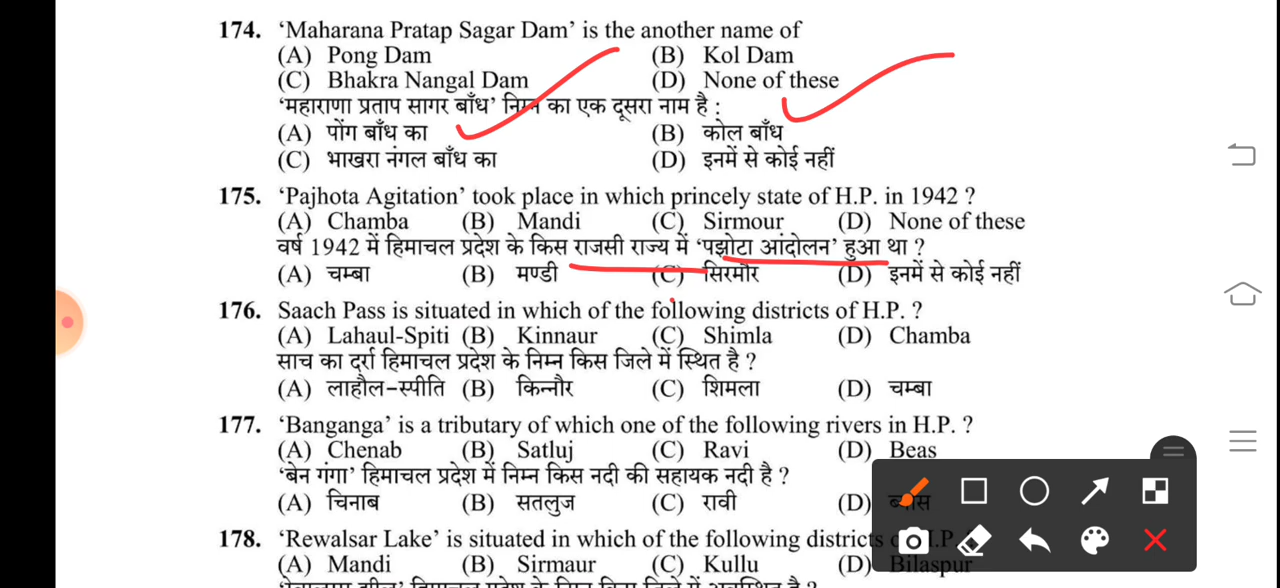 174. ‘Maharana Pratap Sagar Dam’ is the another name of
(A) Pong Dam (B) Kol Dam
(C) Bhakra Nangal Dam (D) None of these
‘महाराणा प्रताप सागर बाँध’ निम्न का एक दूसरा नाम है :
(A) पोंग बाँध का (B) कोल बाँध
(C) भाखरा नंगल बाँध का (D) इनमें से कोई नहीं
175. ‘Pajhota Agitation’ took place in which princely state of H.P. in 1942 ?
(A) Chamba (B) Mandi (C) Sirmour (D) None of these
वर्ष 1942 में हिमाचल प्रदेश के किस राजसी राज्य में ‘पझोटा आंदोलन’ हुआ था ?
(A) चम्बा (B) मण्डी (C) सिरमौर (D) इनमें से कोई नहीं
176. Saach Pass is situated in which of the following districts of H.P. ?
(A) Lahaul-Spiti (B) Kinnaur (C) Shimla (D) Chamba
साच का दर्रा हिमाचल प्रदेश के निम्न किस जिले में स्थित है ?
(A) लाहौल-स्पीति (B) किन्नौर (C) शिमला (D) चम्बा
177. ‘Banganga’ is a tributary of which one of the following rivers in H.P. ?
(A) Chenab (B) Satluj (C) Ravi (D) Beas
‘बेन गंगा’ हिमाचल प्रदेश में निम्न किस नदी की सहायक नदी है ?
(A) चिनाब (B) सतलुज (C) रावी (D) ब्यास
178. ‘Rewalsar Lake’ is situated in which of the following districts H.P.
(A) Mandi (B) Sirmaur (C) Kullu (D) Bilaspur